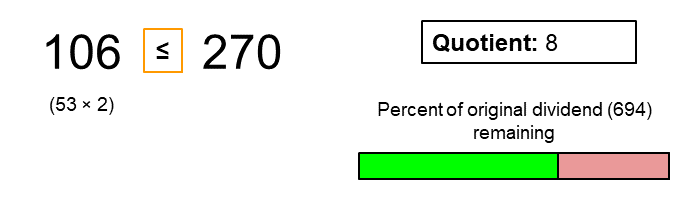 106 ≤ 270
(53 × 2)
Quotient: 8
Percent of original dividend (694)
remaining